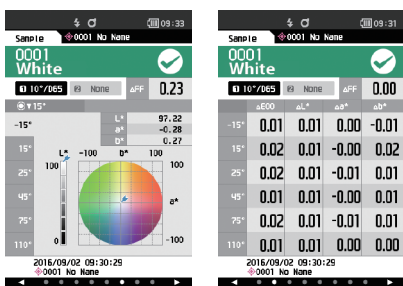 09:33
Sample 0001 No Name
0001
White
1 10°/D65 2 None ΔFF 0.23
▼15°
-15° L* 97.22
a* -0.28
b* 0.27
15° L* -100 b* 100
100 100
25°
45° a*
75°
110° 0 -100
2016/09/02 09:30:29
0001 No Name
09:31
Sample 0001 No Name
0001
White
1 10°/D65 2 None ΔFF 0.00
ΔE00 ΔL* Δa* Δb*
-15° 0.01 0.01 0.00 -0.01
15° 0.02 0.01 -0.00 0.02
25° 0.02 0.01 -0.01 0.01
45° 0.01 0.01 -0.00 0.01
75° 0.02 0.01 -0.01 0.01
110° 0.01 0.01 0.00 0.00
2016/09/02 09:30:29
0001 No Name